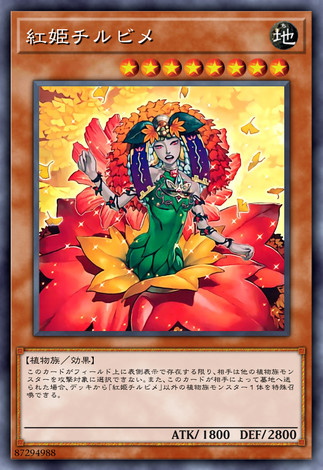 紅姫チルビメ
地
【植物族／効果】
このカードがフィールド上に表側表示で存在する限り、相手は他の植物族モン
スターを攻撃対象に選択できない。また、このカードが相手によって墓地へ送
られた場合、デッキから「紅姫チルビメ」以外の植物族モンスター１体を特殊召
喚できる。
ATK/1800 DEF/2800
87294988